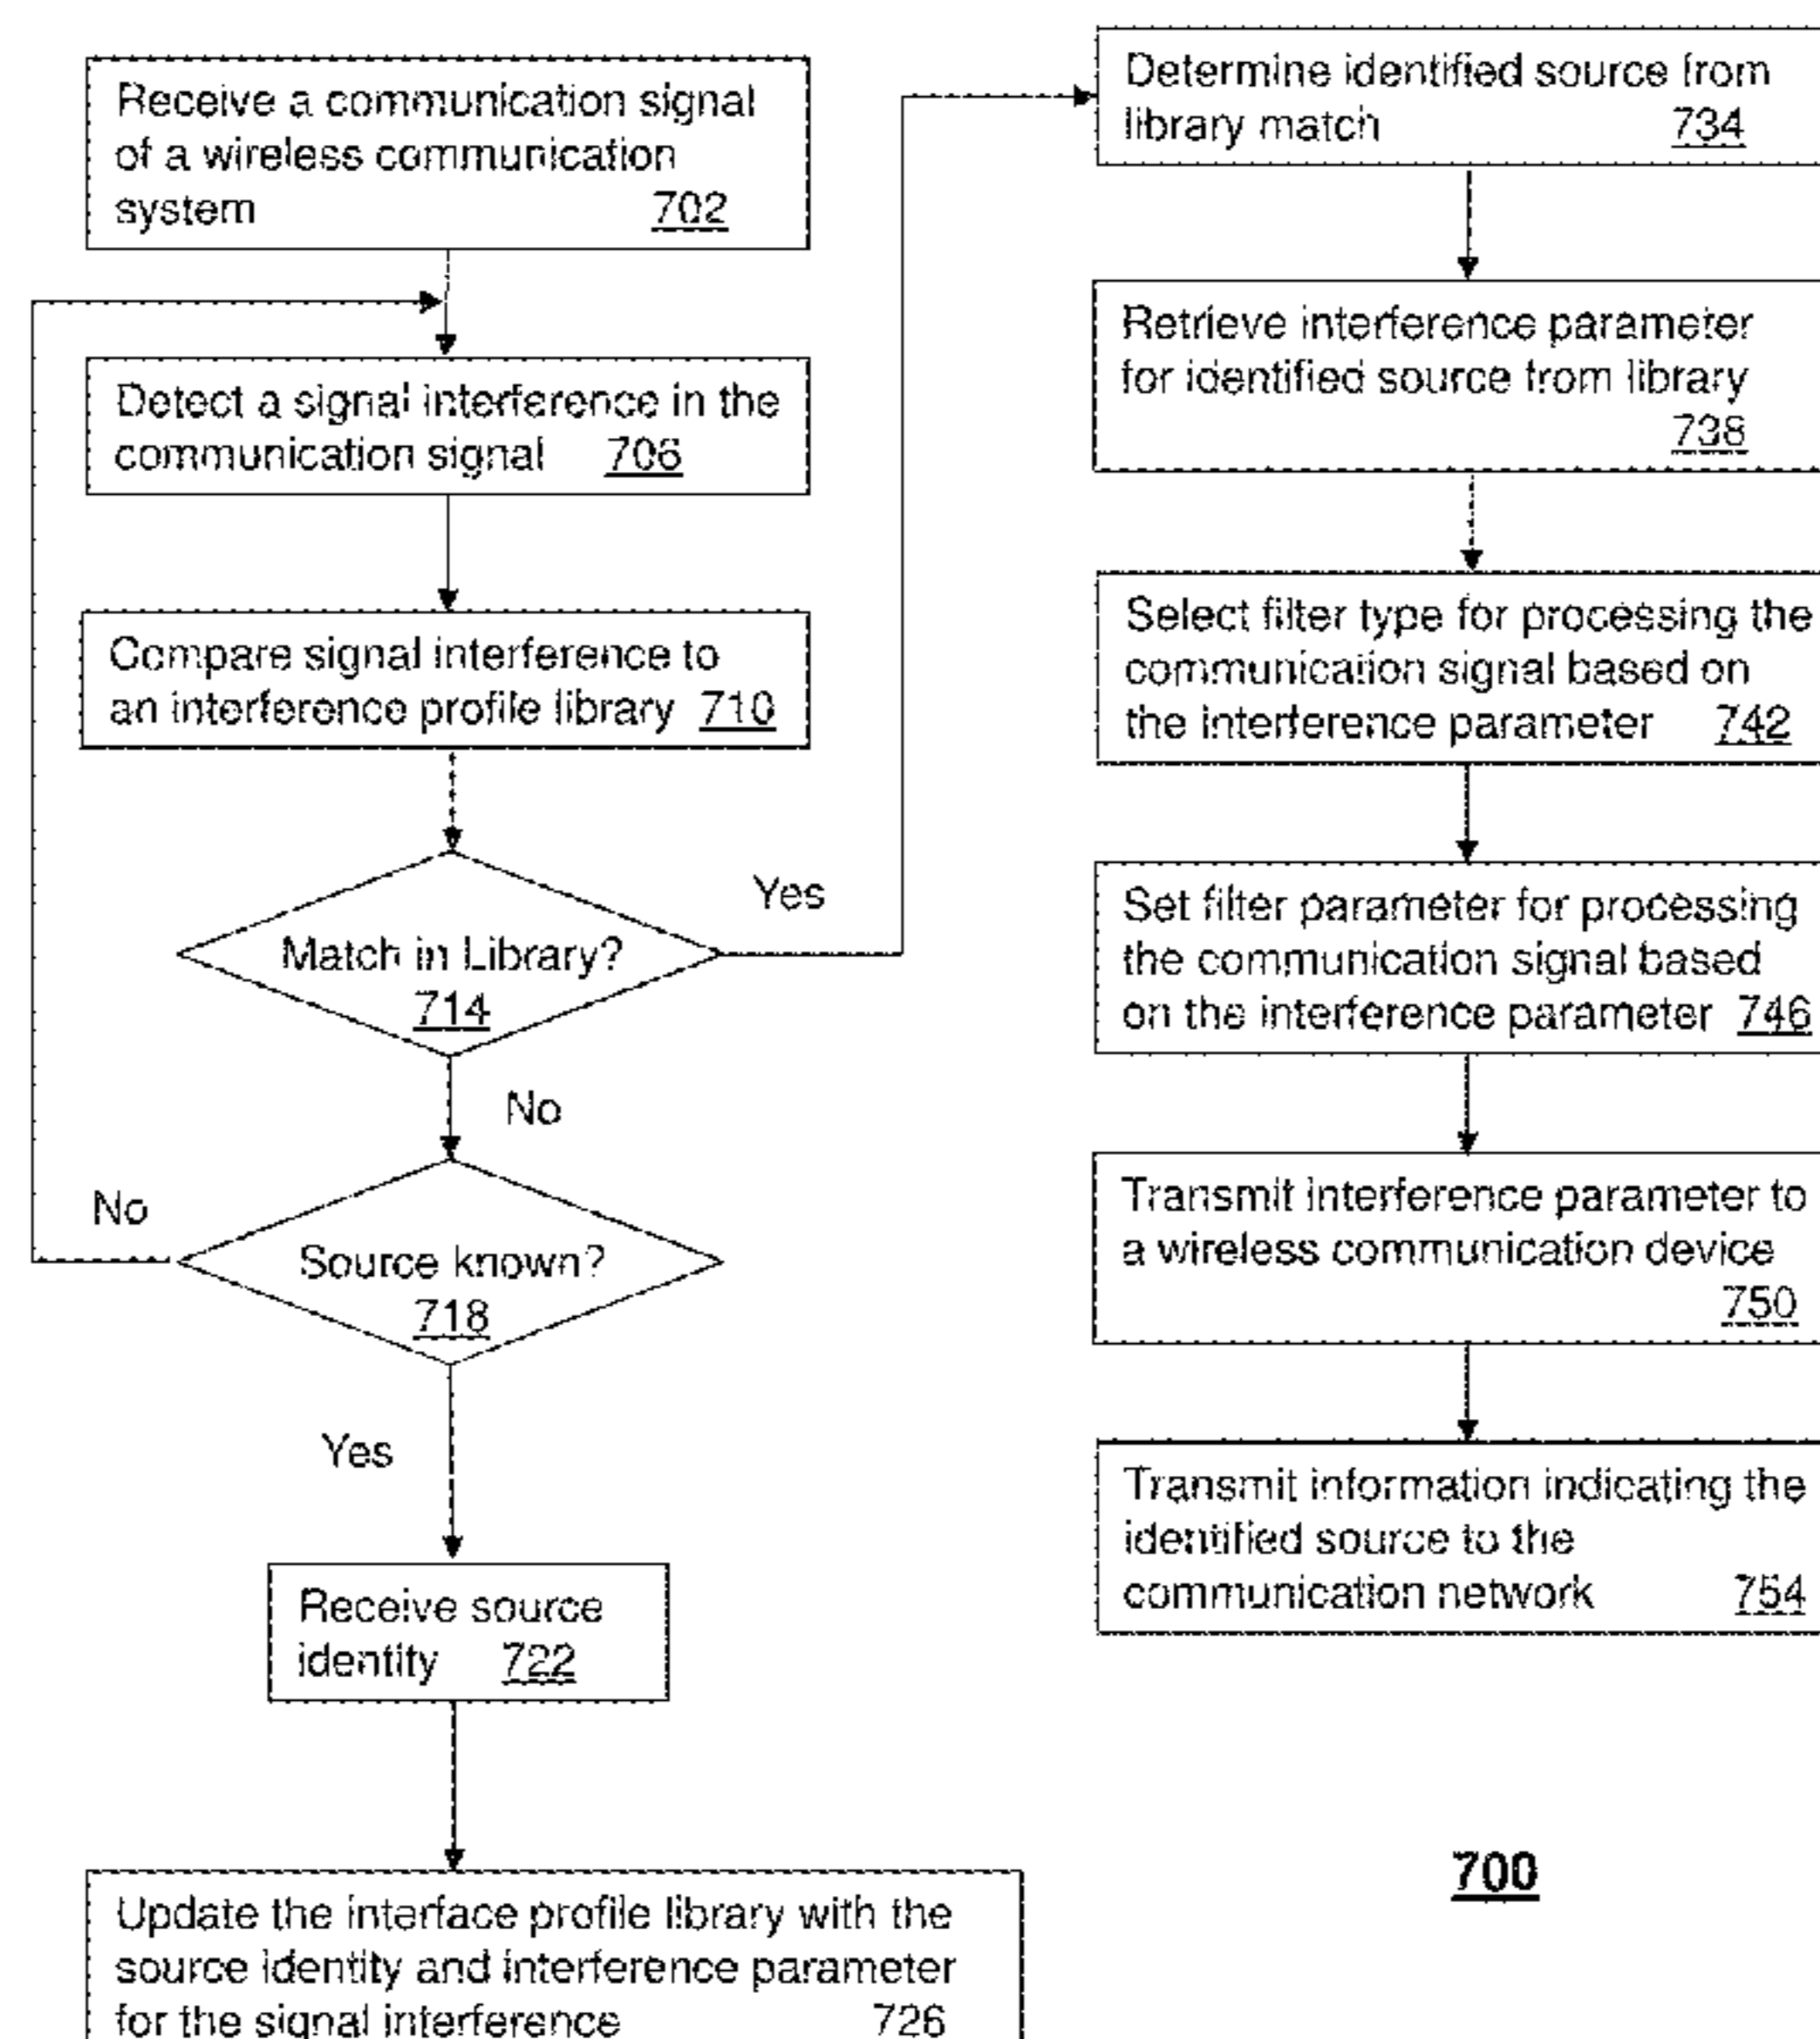 Receive a communication signal
of a wireless communication
system 702
Detect a signal interference in the
communication signal 706
Compare signal interference to
an interference profile library 710
Match in Library?
714
Yes
No
Source known?
718
No
Yes
Receive source
identity 722
Update the interface profile library with the
source identity and interference parameter
for the signal interference 726
Determine identified source from
library match 734
Retrieve interference parameter
for identified source from library
738
Select filter type for processing the
communication signal based on
the interference parameter 742
Set filter parameter for processing
the communication signal based
on the interference parameter 746
Transmit interference parameter to
a wireless communication device
750
Transmit information indicating the
identified source to the
communication network 754
700